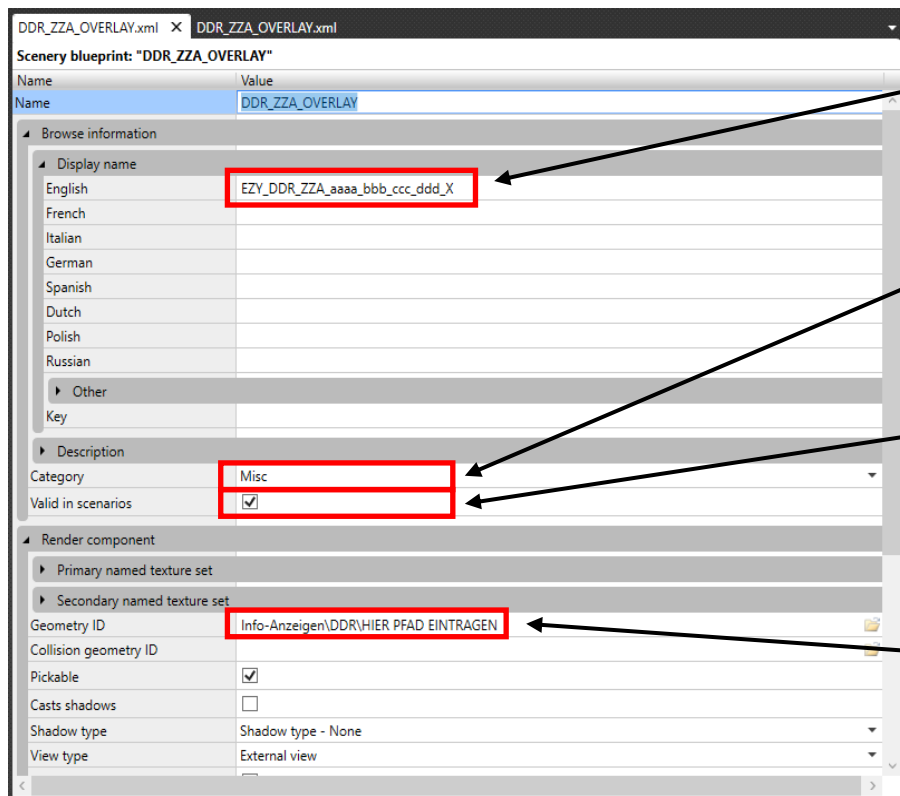 DDR_ZZA_OVERLAY.xml DDR_ZZA_OVERLAY.xml
Scenery blueprint: "DDR_ZZA_OVERLAY"
Name Value
Name DDR_ZZA_OVERLAY
Browse information
Display name
English EZY_DDR_ZZA_aaaa_bbb_ccc_ddd_X
French
Italian
German
Spanish
Dutch
Polish
Russian
Other
Key
Description
Category Misc
Valid in scenarios
Render component
Primary named texture set
Secondary named texture set
Geometry ID Info-Anzeigen\DDR\HIER PFAD EINTRAGEN
Collision geometry ID
Pickable
Casts shadows
Shadow type Shadow type - None
View type External view